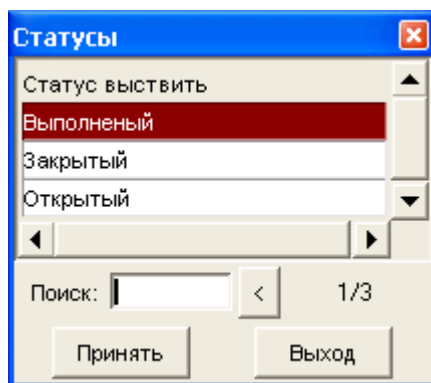 Статусы
Статус выствить
Выполненый
Закрытый
Открытый
Поиск: < 1/3
Принять Выход